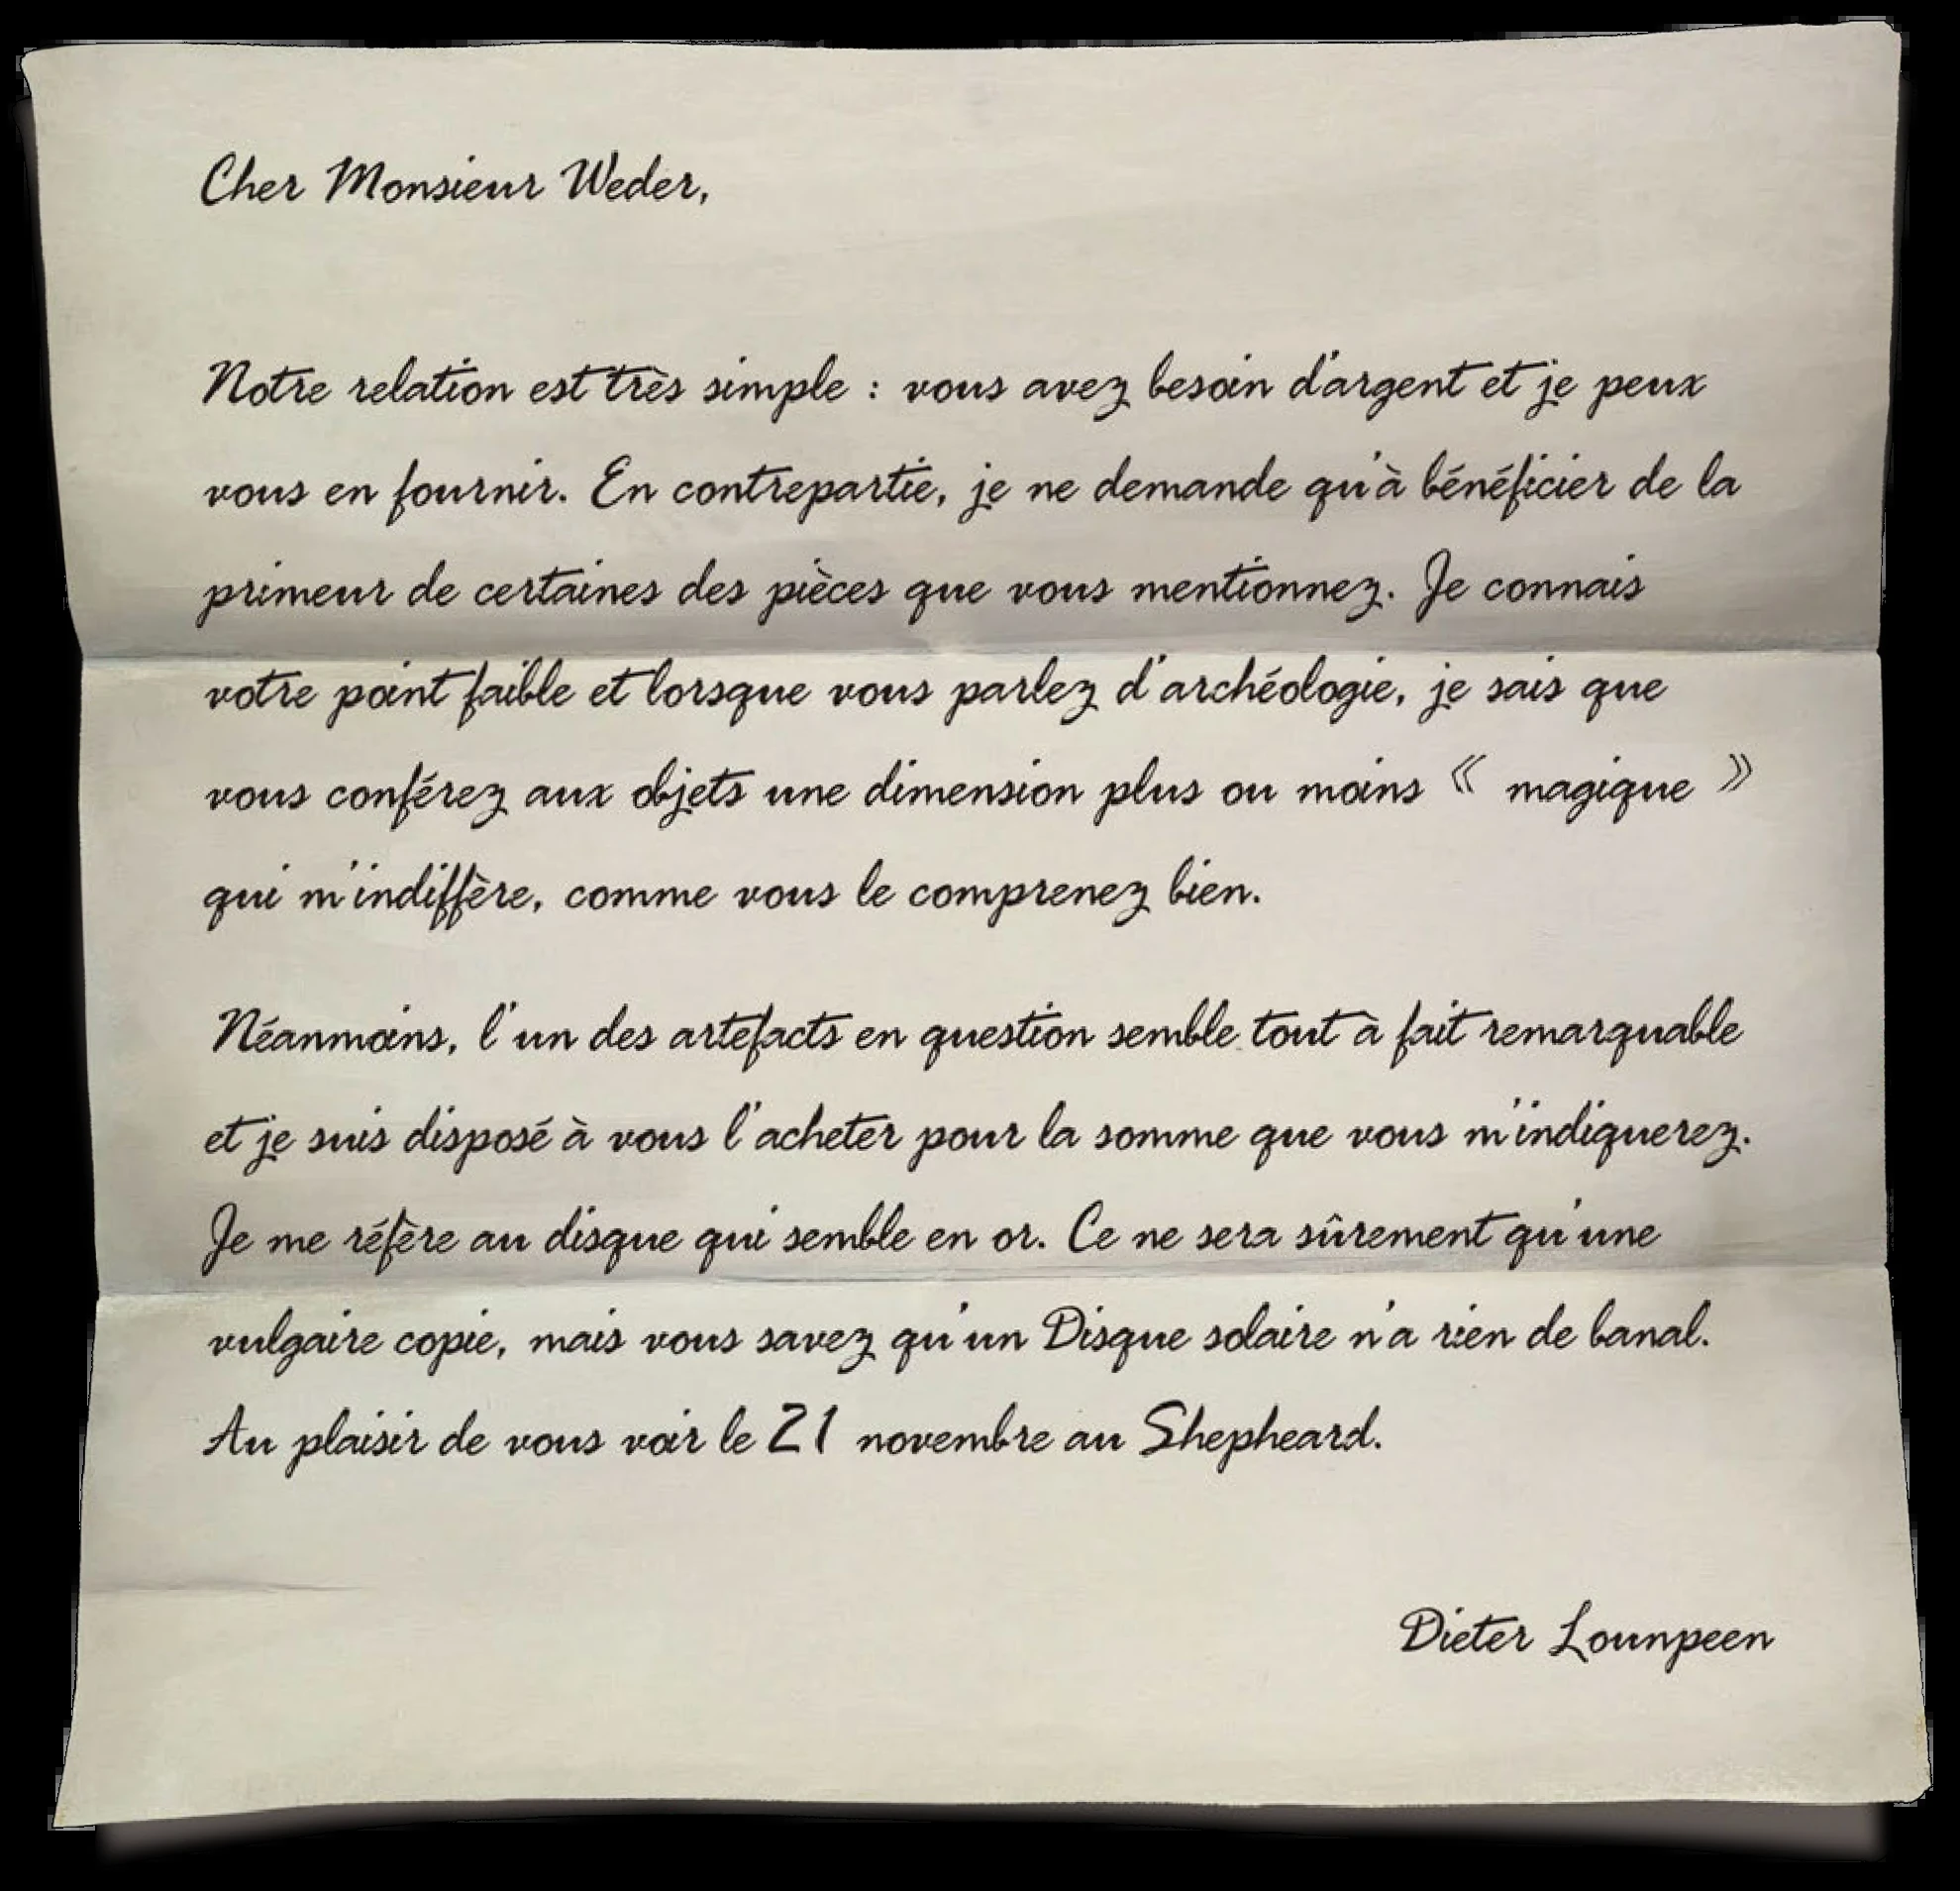 Cher Monsieur Weder,
Notre relation est très simple : vous avez besoin d'argent et je peux
vous en fournir. En contrepartie, je ne demande qu'à bénéficier de la
primeur de certaines des pièces que vous mentionnez. Je connais
votre point faible et lorsque vous parlez d'archéologie, je sais que
vous conférez aux objets une dimension plus ou moins « magique »
qui m'indiffère, comme vous le comprenez bien.
Néanmoins, l'un des artefacts en question semble tout à fait remarquable
et je suis disposé à vous l'acheter pour la somme que vous m'indiquerez.
Je me réfère au disque qui semble en or. Ce ne sera sûrement qu'une
vulgaire copie, mais vous savez qu'un Disque solaire n'a rien de banal.
Au plaisir de vous voir le 21 novembre au Shepheard.
Dieter Lounpeen